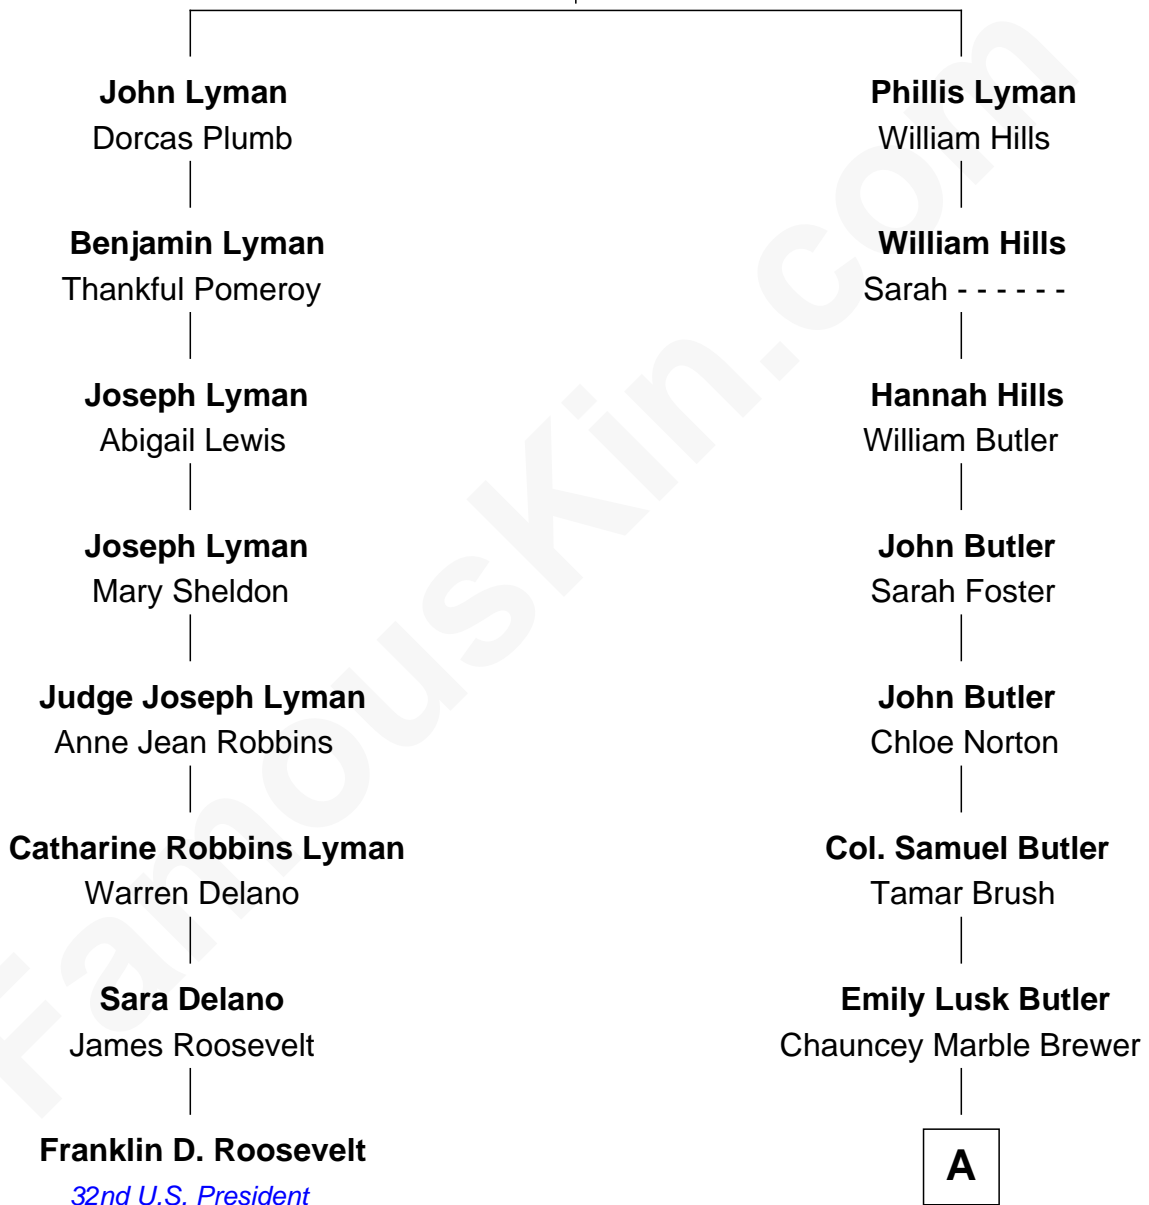 John Lyman
Dorcas Plumb
Benjamin Lyman
Thankful Pomeroy
Joseph Lyman
Abigail Lewis
Joseph Lyman
Mary Sheldon
Judge Joseph Lyman
Anne Jean Robbins
Catharine Robbins Lyman
Warren Delano
Sara Delano
James Roosevelt
Franklin D. Roosevelt
32nd U.S. President
Phillis Lyman
William Hills
William Hills
Sarah - - - - - -
Hannah Hills
William Butler
John Butler
Sarah Foster
John Butler
Chloe Norton
Col. Samuel Butler
Tamar Brush
Emily Lusk Butler
Chauncey Marble Brewer
A
FamousKin.com